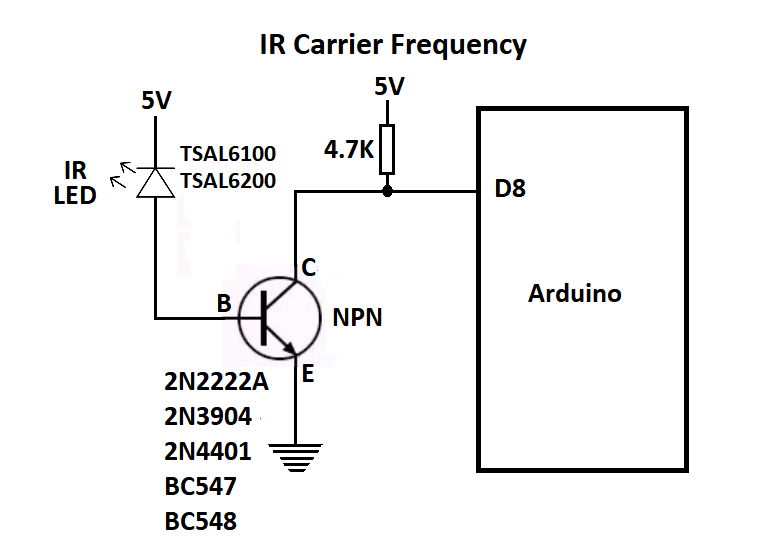 IR Carrier Frequency
5V
5V
4.7K
IR
LED
TSAL6100
TSAL6200
D8
C
B
NPN
Arduino
E
2N2222A
2N3904
2N4401
BC547
BC548